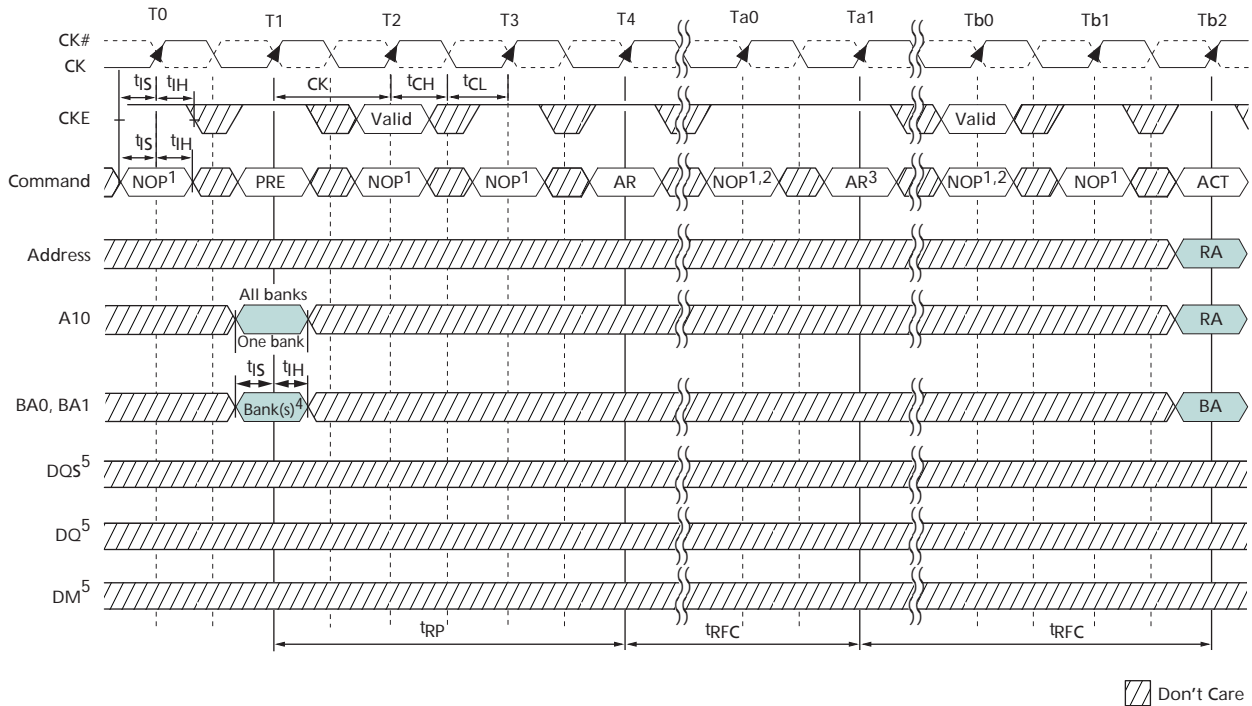 T0 T1 T2 T3 T4 Ta0 Ta1 Tb0 Tb1 Tb2
CK#
CK
tIS tIH CK tCH tCL
CKE Valid Valid
tIS tIH
Command NOP1 PRE NOP1 NOP1 AR NOP1,2 AR3 NOP1,2 NOP1 ACT
Address RA
All banks
A10 RA
One bank
tIS tIH
BA0, BA1 Bank(s)4 BA
DQS5
DQ5
DM5
tRP tRFC tRFC
Don't Care